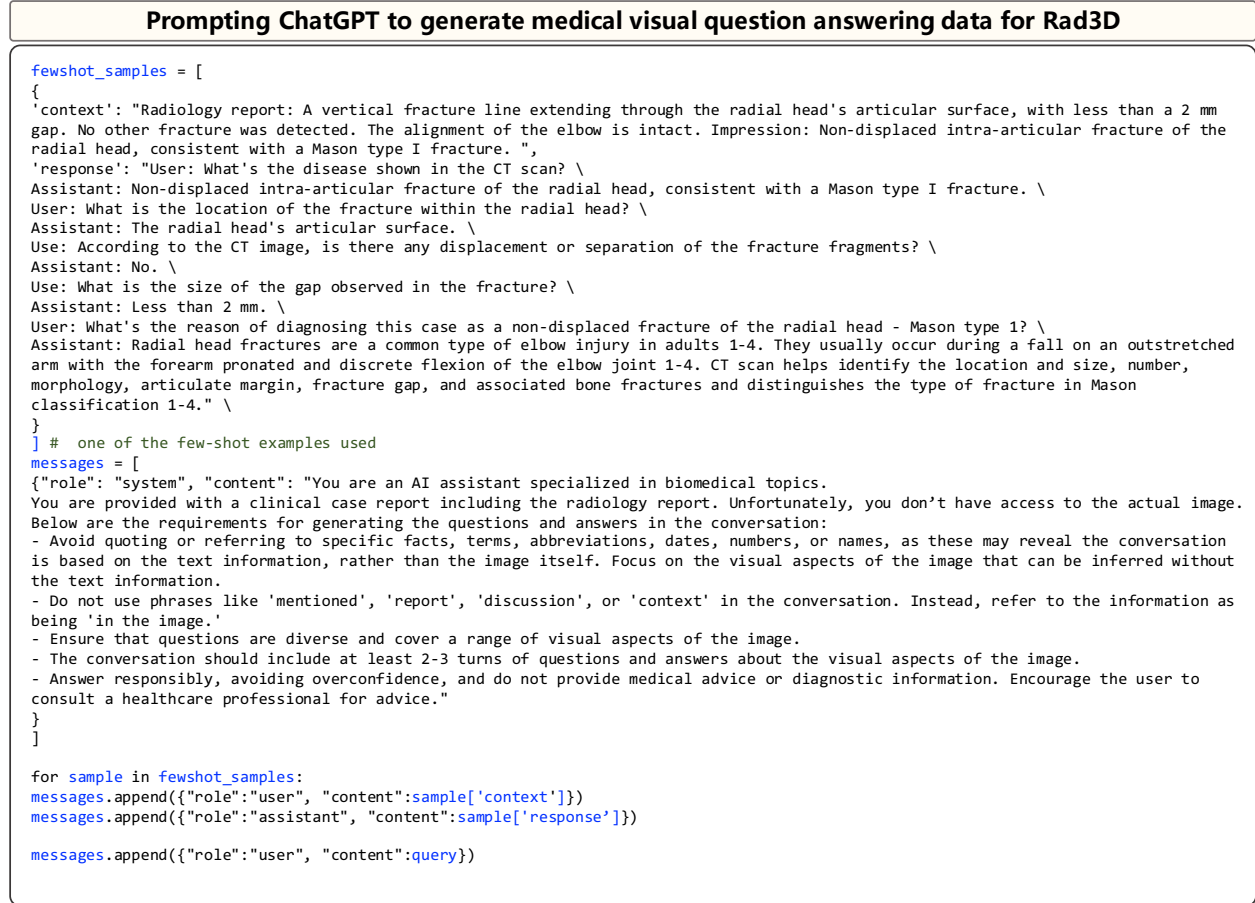 Prompting ChatGPT to generate medical visual question answering data for Rad3D
fewshot_samples = [
{
'context': "Radiology report: A vertical fracture line extending through the radial head's articular surface, with less than a 2 mm
gap. No other fracture was detected. The alignment of the elbow is intact. Impression: Non-displaced intra-articular fracture of the
radial head, consistent with a Mason type I fracture. ",
'response': "User: What's the disease shown in the CT scan? \
Assistant: Non-displaced intra-articular fracture of the radial head, consistent with a Mason type I fracture. \
User: What is the location of the fracture within the radial head? \
Assistant: The radial head's articular surface. \
Use: According to the CT image, is there any displacement or separation of the fracture fragments? \
Assistant: No. \
Use: What is the size of the gap observed in the fracture? \
Assistant: Less than 2 mm. \
User: What's the reason of diagnosing this case as a non-displaced fracture of the radial head - Mason type 1? \
Assistant: Radial head fractures are a common type of elbow injury in adults 1-4. They usually occur during a fall on an outstretched
arm with the forearm pronated and discrete flexion of the elbow joint 1-4. CT scan helps identify the location and size, number,
morphology, articulate margin, fracture gap, and associated bone fractures and distinguishes the type of fracture in Mason
classification 1-4." \
}
] #  one of the few-shot examples used
messages = [
{"role": "system", "content": "You are an AI assistant specialized in biomedical topics.
You are provided with a clinical case report including the radiology report. Unfortunately, you don’t have access to the actual image.
Below are the requirements for generating the questions and answers in the conversation:
- Avoid quoting or referring to specific facts, terms, abbreviations, dates, numbers, or names, as these may reveal the conversation
is based on the text information, rather than the image itself. Focus on the visual aspects of the image that can be inferred without
the text information.
- Do not use phrases like 'mentioned', 'report', 'discussion', or 'context' in the conversation. Instead, refer to the information as
being 'in the image.'
- Ensure that questions are diverse and cover a range of visual aspects of the image.
- The conversation should include at least 2-3 turns of questions and answers about the visual aspects of the image.
- Answer responsibly, avoiding overconfidence, and do not provide medical advice or diagnostic information. Encourage the user to
consult a healthcare professional for advice."
}
]
for sample in fewshot_samples:
messages.append({"role":"user", "content":sample['context']})
messages.append({"role":"assistant", "content":sample['response’]})
messages.append({"role":"user", "content":query})